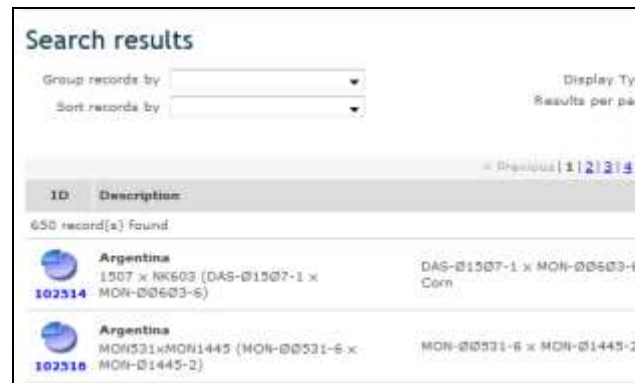 Search results
Group records by
Display Ty
Sort records by
Results per pa
« Previous | 1 | 2 | 3 | 4
ID Description
650 record(s) found
Argentina
1507 x NK603 (DAS-Ø15Ø7-1 x
MON-ØØ6Ø3-6)
102514
DAS-Ø15Ø7-1 x MON-ØØ6Ø3-6
Corn
Argentina
MON531xMON1445 (MON-ØØ531-6 x
MON-Ø1445-2)
102516
MON-ØØ531-6 x MON-Ø1445-2